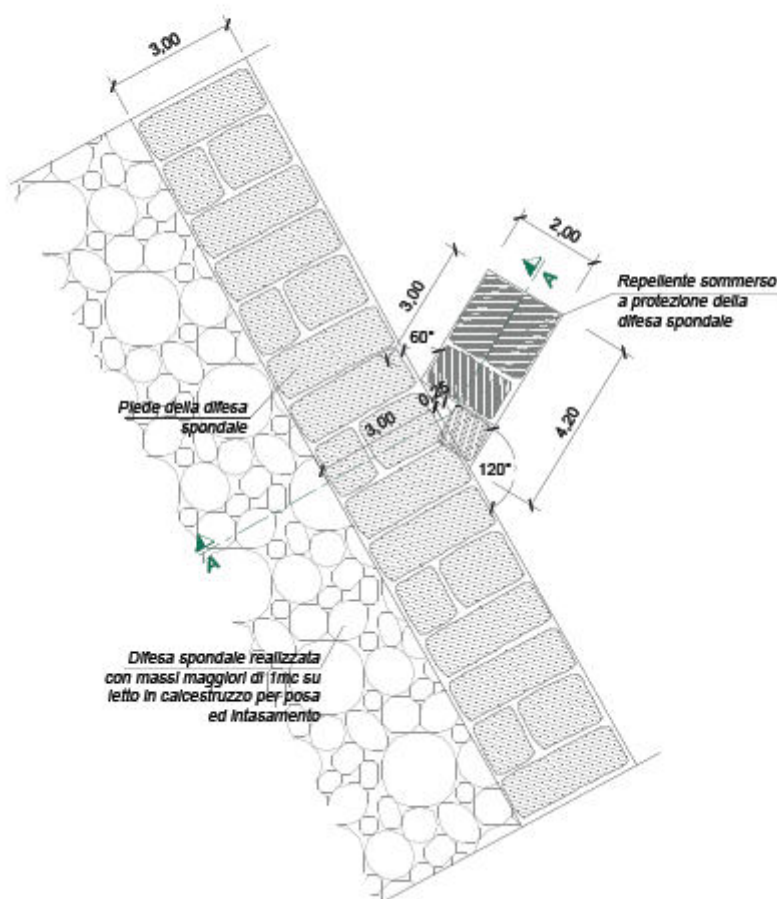 3,00
2,00
A
Repellente sommerso
a protezione della
difesa spondale
3,00
60°
0,25
Piede della difesa
spondale
3,00
4,20
120°
A
Difesa spondale realizzata
con massi maggiori di 1mc su
letto in calcestruzzo per posa
ed intasamento